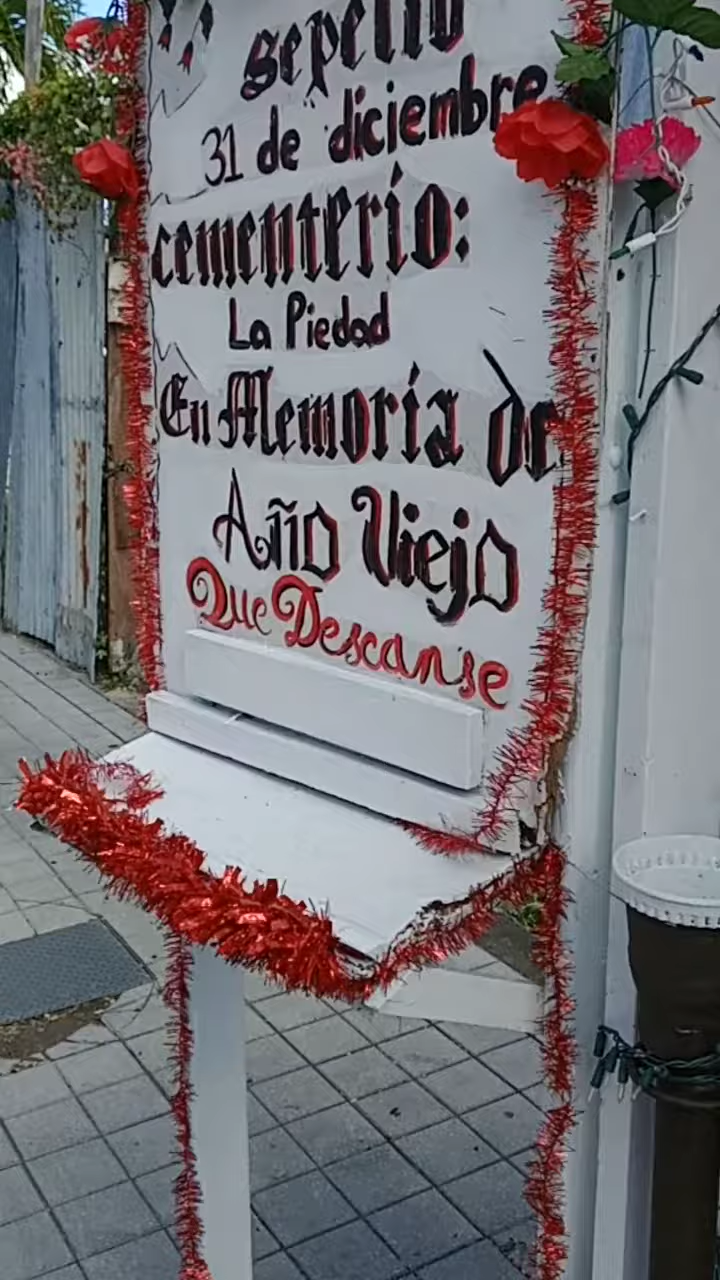 sepelio
31 de diciembre
cementerio:
La Piedad
En Memoria de
Año Viejo
Que Descanse